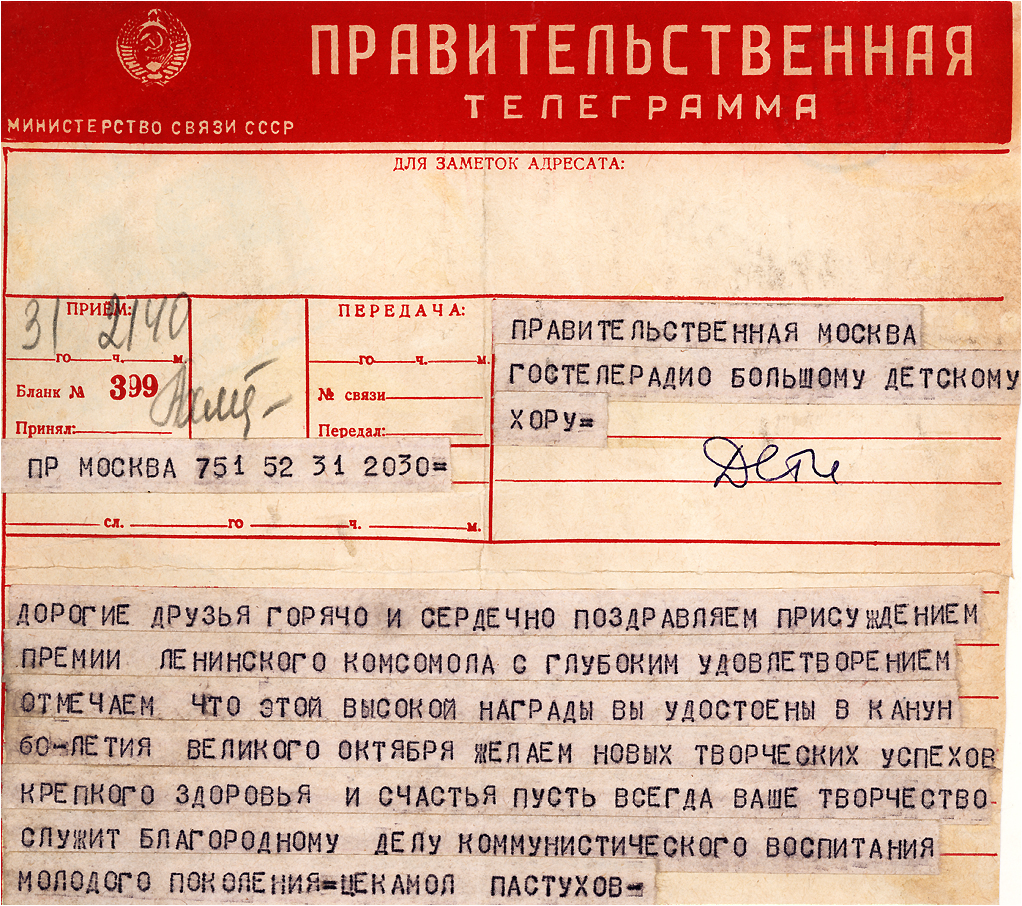 ПРАВИТЕЛЬСТВЕННАЯ
ТЕЛЕГРАММА
МИНИСТЕРСТВО СВЯЗИ СССР
ДЛЯ ЗАМЕТОК АДРЕСАТА:
ПРИЁМ:
31 2140
го ч. м.
Бланк № 399
Принял:
ПЕРЕДАЧА:
го ч. м.
№ связи
Передал:
ПРАВИТЕЛЬСТВЕННАЯ МОСКВА
ГОСТЕЛЕРАДИО БОЛЬШОМУ ДЕТСКОМУ
ХОРУ=
Дети
ПР МОСКВА 751 52 31 2030=
сл. го ч. м.
ДОРОГИЕ ДРУЗЬЯ ГОРЯЧО И СЕРДЕЧНО ПОЗДРАВЛЯЕМ ПРИСУЖДЕНИЕМ
ПРЕМИИ ЛЕНИНСКОГО КОМСОМОЛА С ГЛУБОКИМ УДОВЛЕТВОРЕНИЕМ
ОТМЕЧАЕМ ЧТО ЭТОЙ ВЫСОКОЙ НАГРАДЫ ВЫ УДОСТОЕНЫ В КАНУН
60-ЛЕТИЯ ВЕЛИКОГО ОКТЯБРЯ ЖЕЛАЕМ НОВЫХ ТВОРЧЕСКИХ УСПЕХОВ
КРЕПКОГО ЗДОРОВЬЯ И СЧАСТЬЯ ПУСТЬ ВСЕГДА ВАШЕ ТВОРЧЕСТВО
СЛУЖИТ БЛАГОРОДНОМУ ДЕЛУ КОММУНИСТИЧЕСКОГО ВОСПИТАНИЯ
МОЛОДОГО ПОКОЛЕНИЯ=ЦЕКАМОЛ ПАСТУХОВ-